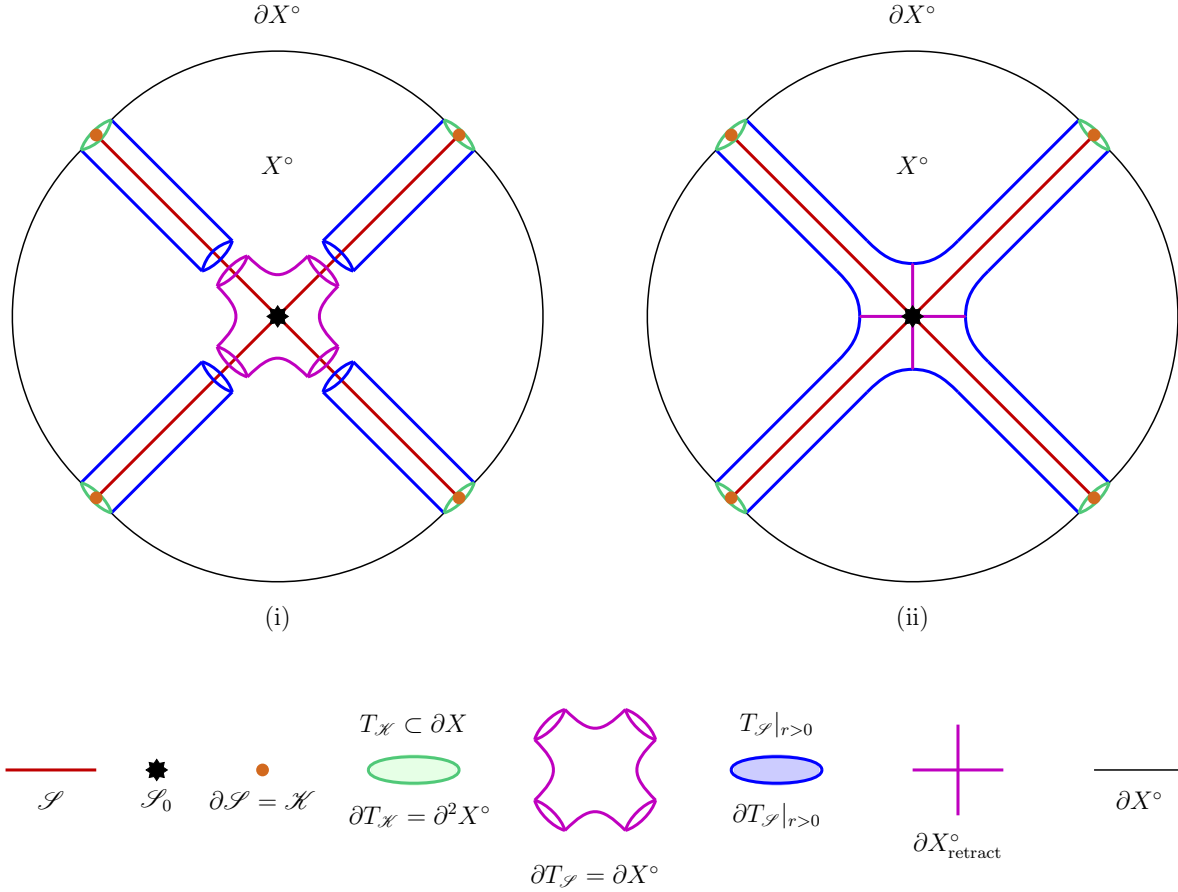 ∂X° ∂X°
X° X°
(i) (ii)
T_𝒦 ⊂ ∂X T_𝒮|_{r>0}
𝒮 𝒮_0 ∂𝒮 = 𝒦 ∂T_𝒦 = ∂²X° ∂T_𝒮|_{r>0} ∂X°
∂X°_retract
∂T_𝒮 = ∂X°